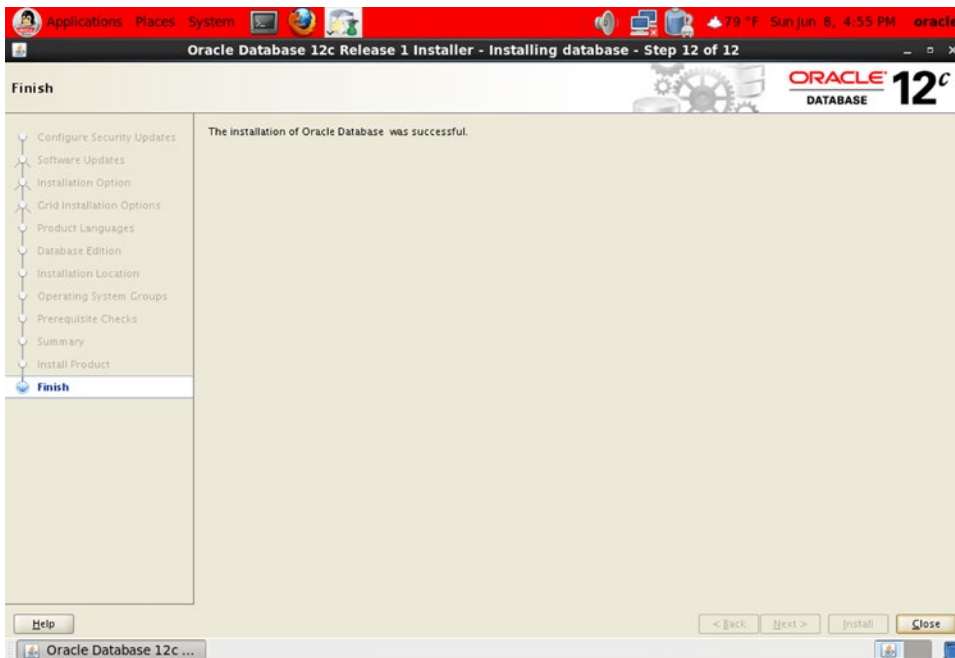 Applications Places System
79 °F Sun Jun 8, 4:55 PM oracle
Oracle Database 12c Release 1 Installer - Installing database - Step 12 of 12
Finish
ORACLE
DATABASE
12c
Configure Security Updates
Software Updates
Installation Option
Grid Installation Options
Product Languages
Database Edition
Installation Location
Operating System Groups
Prerequisite Checks
Summary
Install Product
Finish
The installation of Oracle Database was successful.
Help
< Back
Next >
Install
Close
Oracle Database 12c ...